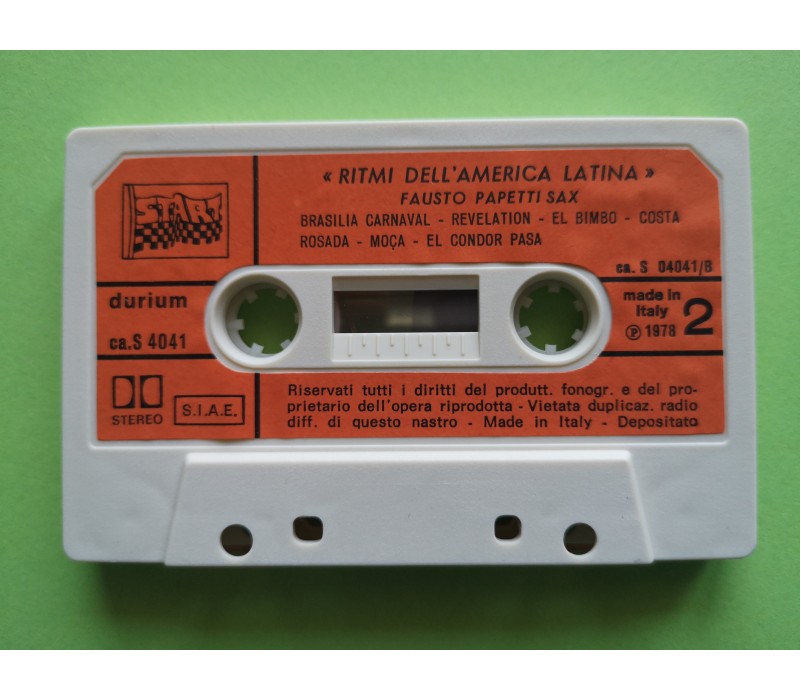 START
« RITMI DELL'AMERICA LATINA »
FAUSTO PAPETTI SAX
BRASILIA CARNAVAL - REVELATION - EL BIMBO - COSTA
ROSADA - MOÇA - EL CONDOR PASA
ca. S 04041/B
durium
ca.S 4041
made in
Italy
℗ 1978
2
STEREO
S.I.A.E.
Riservati tutti i diritti del produtt. fonogr. e del pro-
prietario dell'opera riprodotta - Vietata duplicaz. radio
diff. di questo nastro - Made in Italy - Depositato